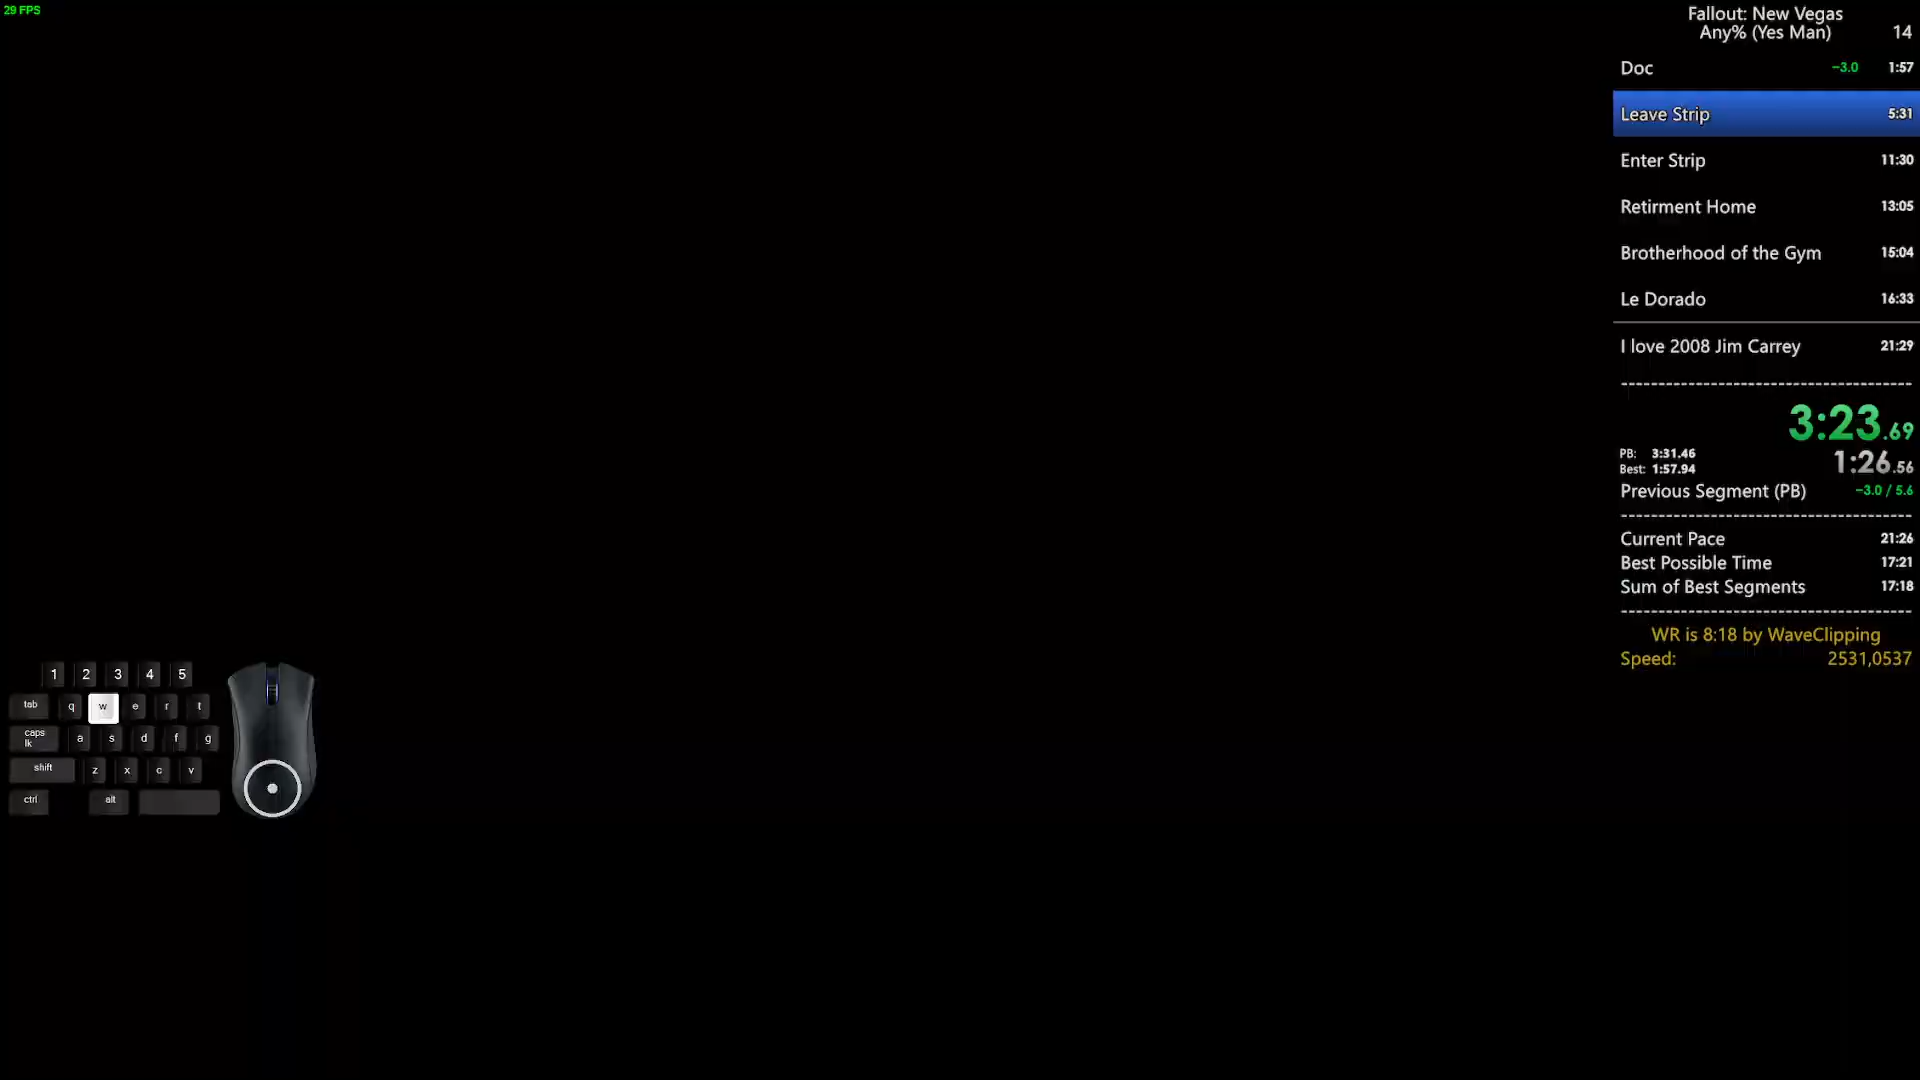 29 FPS
Fallout: New Vegas
Any% (Yes Man) 14
Doc −3.0 1:57
Leave Strip 5:31
Enter Strip 11:30
Retirment Home 13:05
Brotherhood of the Gym 15:04
Le Dorado 16:33
I love 2008 Jim Carrey 21:29
---------------------------------------
3:23.69
PB: 3:31.46
Best: 1:57.94
1:26.56
Previous Segment (PB) −3.0 / 5.6
---------------------------------------
Current Pace 21:26
Best Possible Time 17:21
Sum of Best Segments 17:18
---------------------------------------
WR is 8:18 by WaveClipping
Speed: 2531,0537
1 2 3 4 5
tab q w e r t
caps lk a s d f g
shift z x c v
ctrl alt